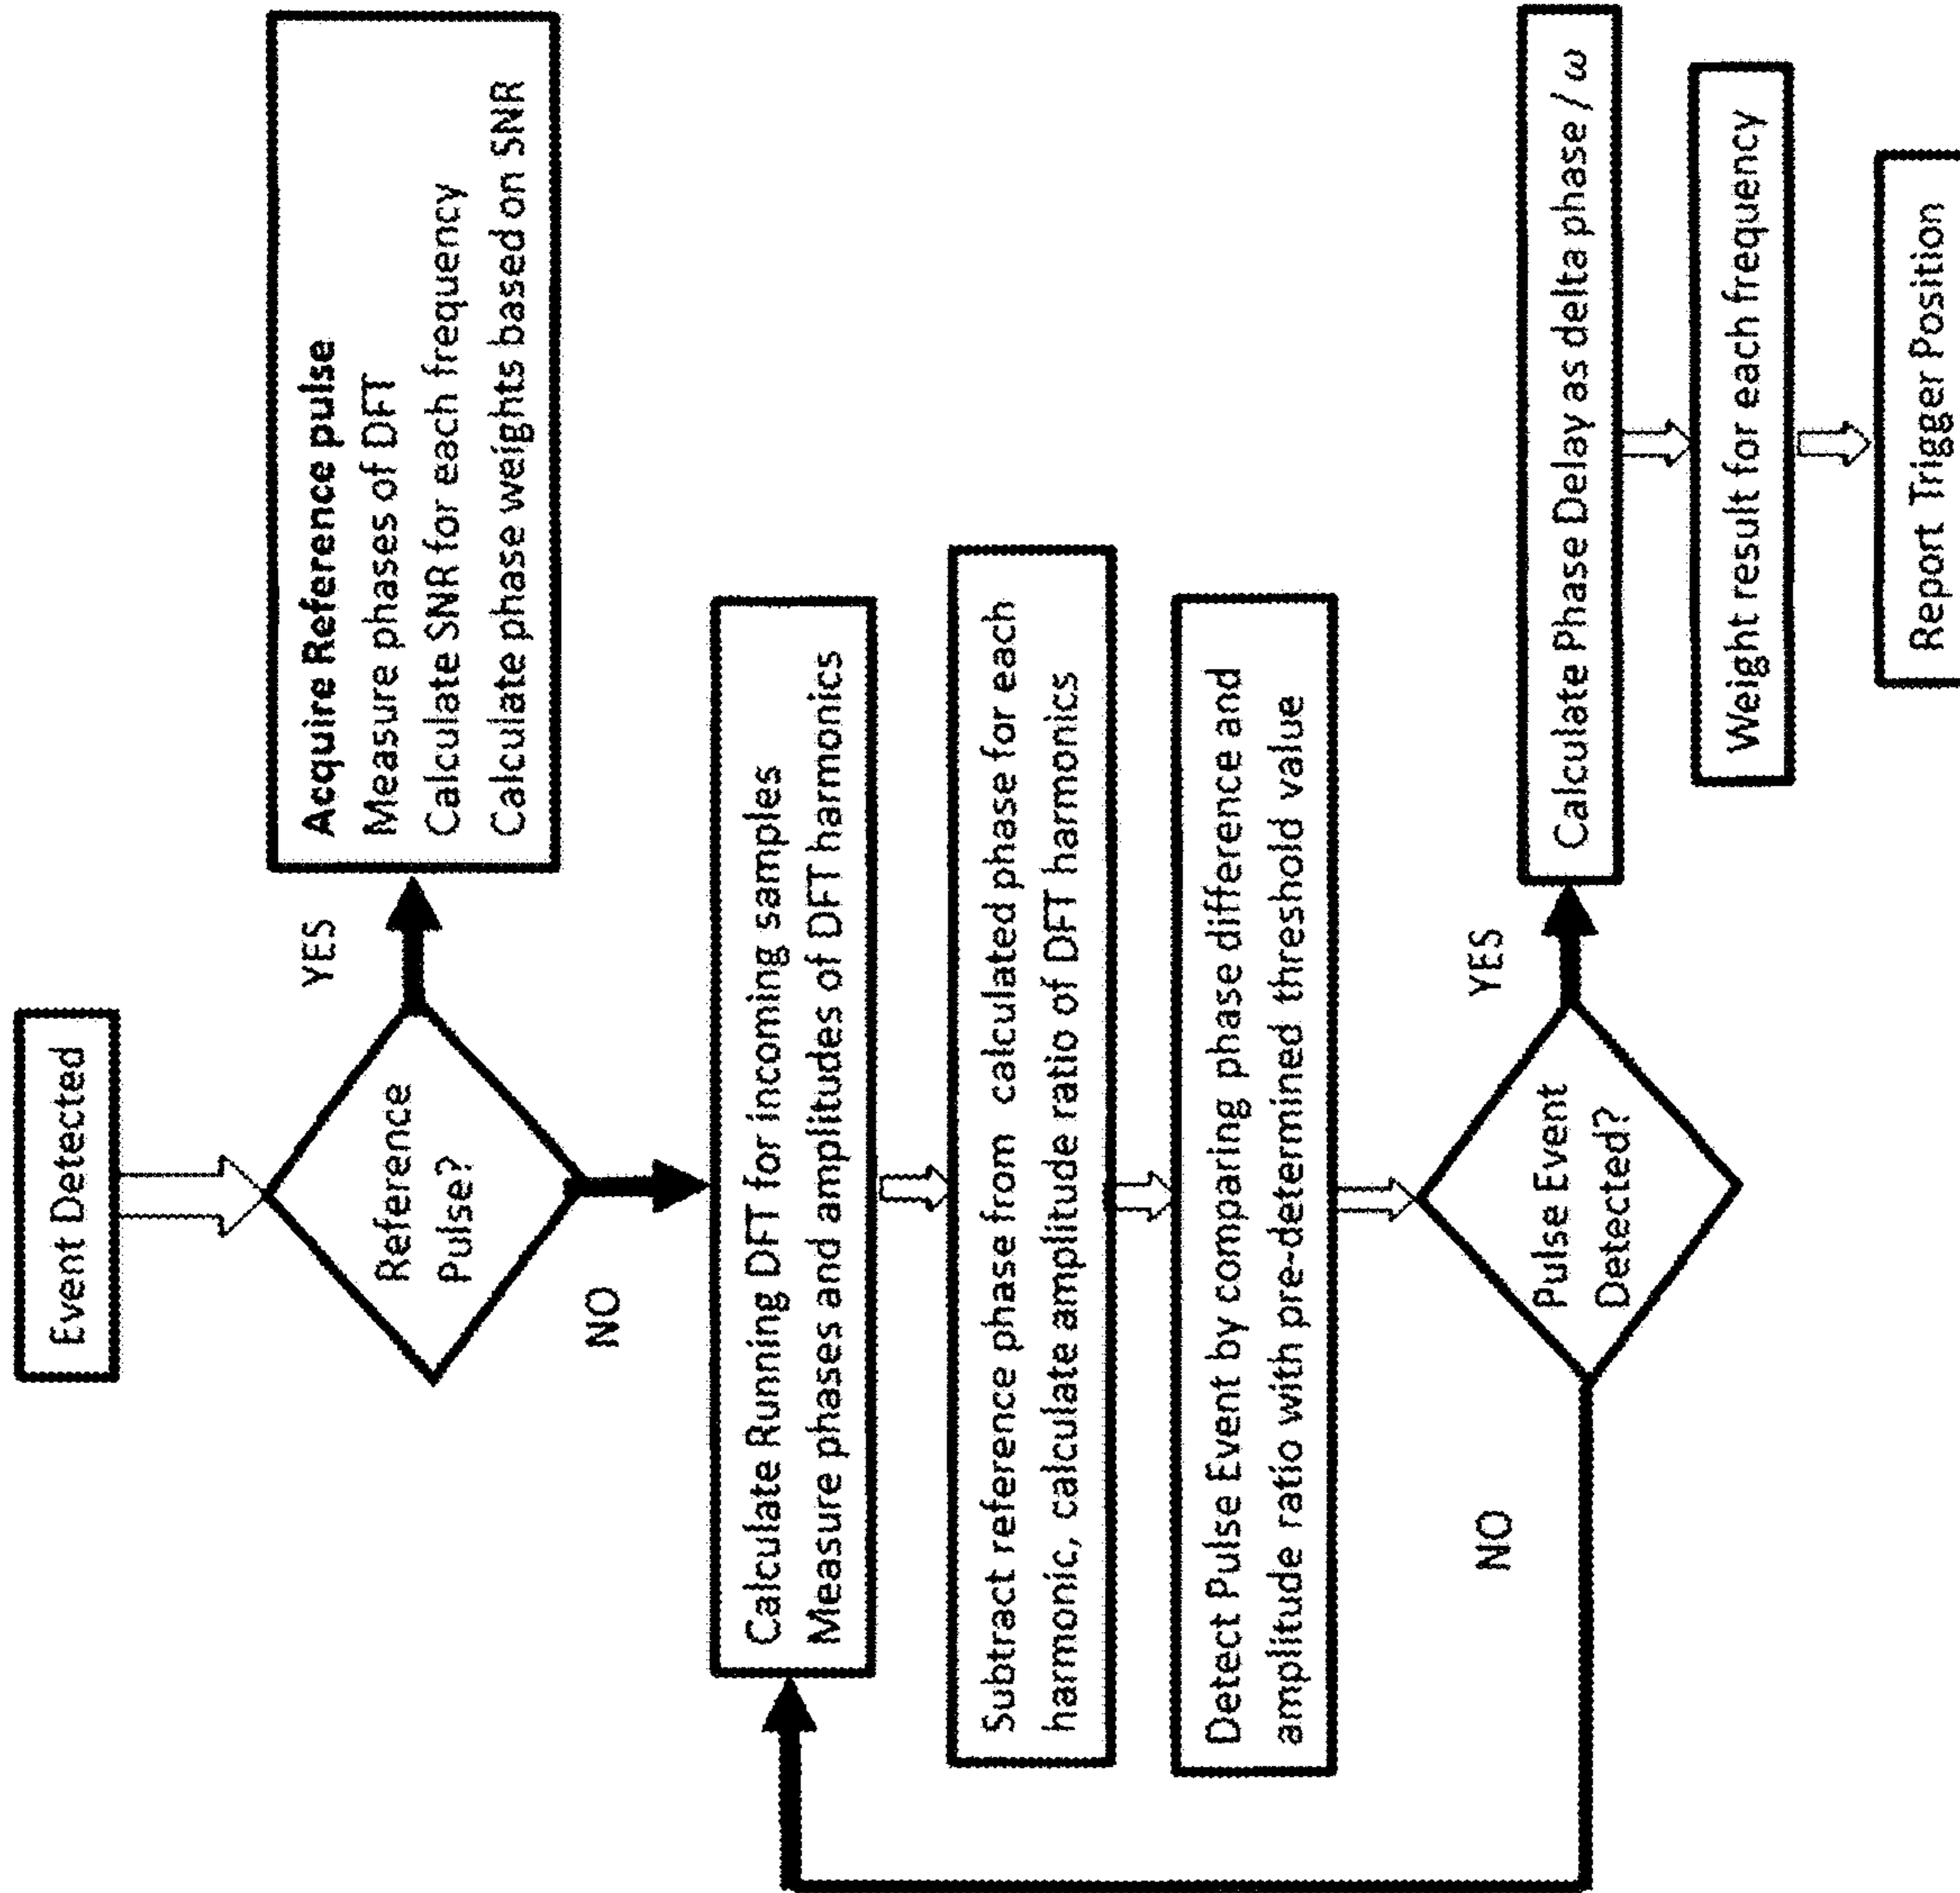 Event Detected
Reference
Pulse?
YES
Acquire Reference pulse
Measure phases of DFT
Calculate SNR for each frequency
Calculate phase weights based on SNR
NO
Calculate Running DFT for incoming samples
Measure phases and amplitudes of DFT harmonics
Subtract reference phase from calculated phase for each
harmonic, calculate amplitude ratio of DFT harmonics
Detect Pulse Event by comparing phase difference and
amplitude ratio with pre-determined threshold value
Pulse Event
Detected?
NO
YES
Calculate Phase Delay as delta phase / ω
Weight result for each frequency
Report Trigger Position